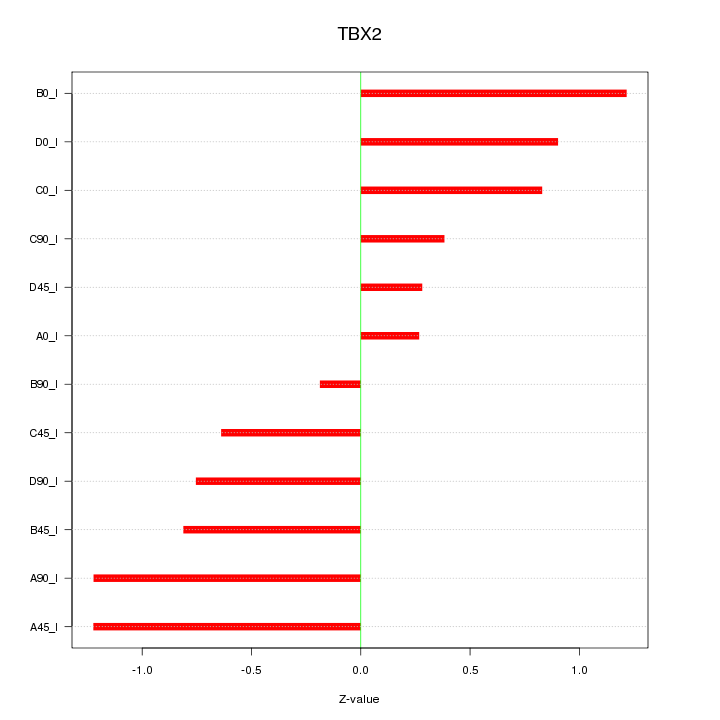 TBX2
B0_I
D0_I
C0_I
C90_I
D45_I
A0_I
B90_I
C45_I
D90_I
B45_I
A90_I
A45_I
-1.0 -0.5 0.0 0.5 1.0
Z-value